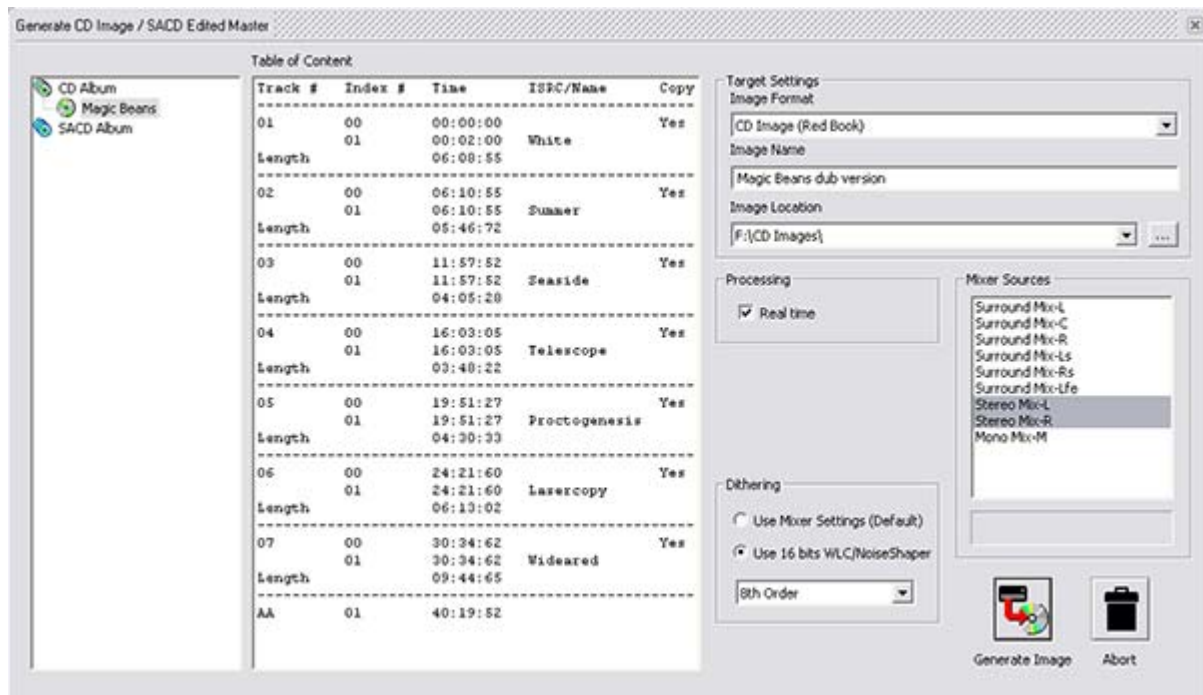 Generate CD Image / SACD Edited Master
CD Album
Magic Beans
SACD Album
Table of Content
Track # Index # Time ISRC/Name Copy
01 00 00:00:00 Yes
01 00:02:00 White
Length 06:08:55
02 00 06:10:55 Yes
01 06:10:55 Summer
Length 05:46:72
03 00 11:57:52 Yes
01 11:57:52 Seaside
Length 04:05:28
04 00 16:03:05 Yes
01 16:03:05 Telescope
Length 03:48:22
05 00 19:51:27 Yes
01 19:51:27 Proctogenesis
Length 04:30:33
06 00 24:21:60 Yes
01 24:21:60 Lasercopy
Length 06:13:02
07 00 30:34:62 Yes
01 30:34:62 Wideared
Length 09:44:65
AA 01 40:19:52
Target Settings
Image Format
CD Image (Red Book)
Image Name
Magic Beans dub version
Image Location
F:\CD Images\
...
Processing
Real time
Mixer Sources
Surround Mix-L
Surround Mix-C
Surround Mix-R
Surround Mix-Ls
Surround Mix-Rs
Surround Mix-Lfe
Stereo Mix-L
Stereo Mix-R
Mono Mix-M
Dithering
Use Mixer Settings (Default)
Use 16 bits WLC/NoiseShaper
8th Order
Generate Image
Abort